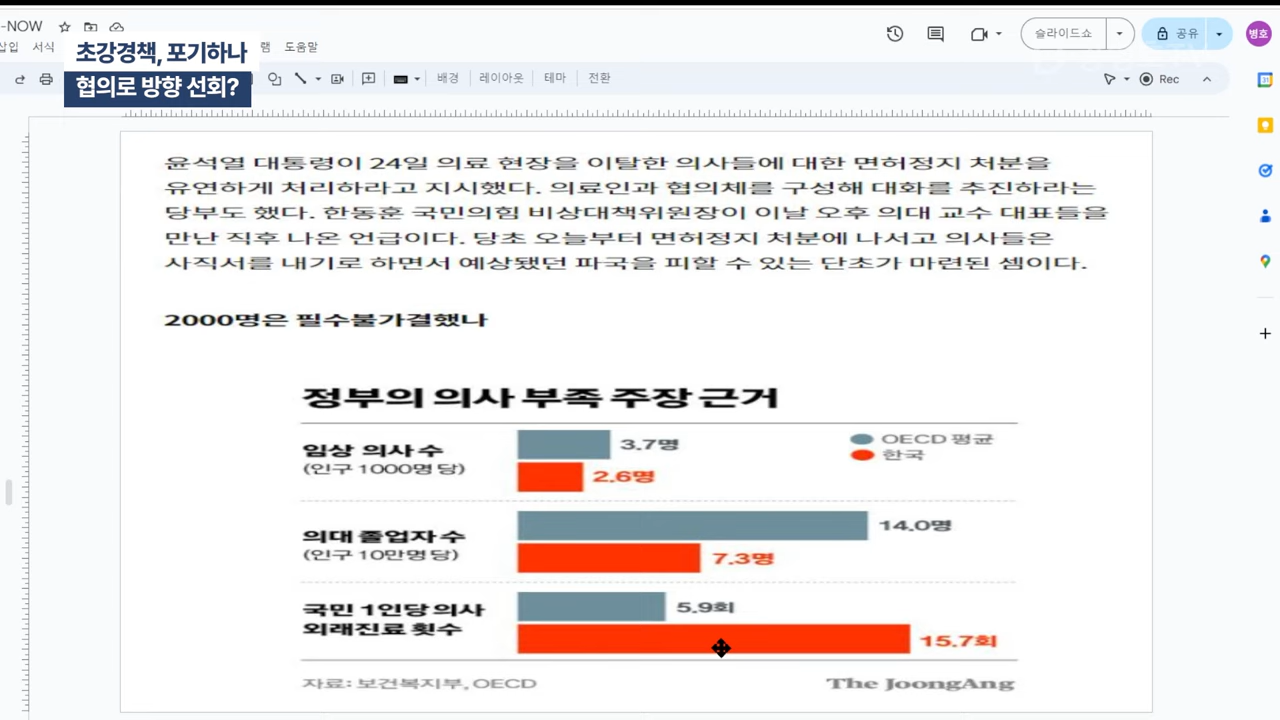 -NOW
삽입 서식
램 도움말
초강경책, 포기하나
협의로 방향 선회?
슬라이드쇼
공유
병호
배경 레이아웃 테마 전환
Rec
31
윤석열 대통령이 24일 의료 현장을 이탈한 의사들에 대한 면허정지 처분을
유연하게 처리하라고 지시했다. 의료인과 협의체를 구성해 대화를 추진하라는
당부도 했다. 한동훈 국민의힘 비상대책위원장이 이날 오후 의대 교수 대표들을
만난 직후 나온 언급이다. 당초 오늘부터 면허정지 처분에 나서고 의사들은
사직서를 내기로 하면서 예상됐던 파국을 피할 수 있는 단초가 마련된 셈이다.
2000명은 필수불가결했나
정부의 의사 부족 주장 근거
OECD 평균
한국
임상 의사 수
(인구 1000명 당)
3.7명
2.6명
의대 졸업자 수
(인구 10만명 당)
14.0명
7.3명
국민 1인당 의사
외래진료 횟수
5.9회
15.7회
자료: 보건복지부, OECD
The JoongAng